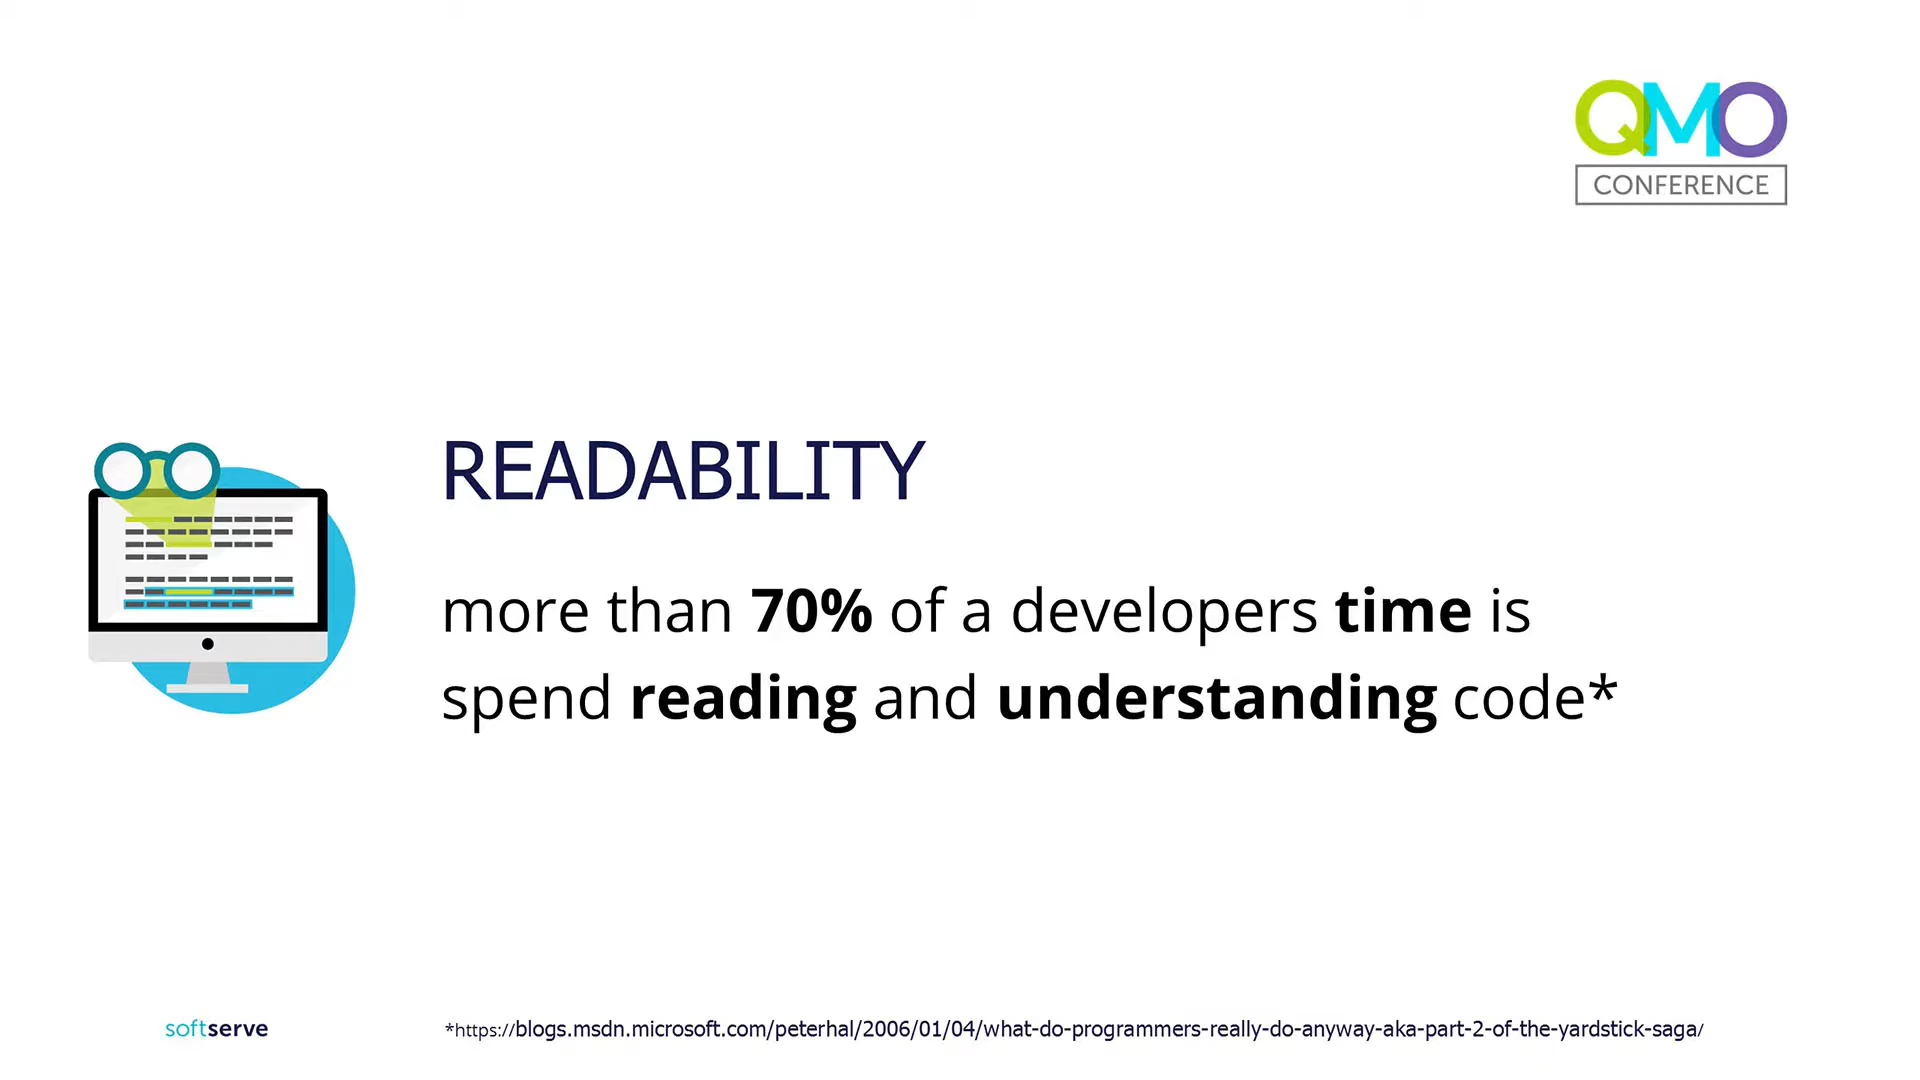 QMO
CONFERENCE
READABILITY
more than 70% of a developers time is
spend reading and understanding code*
softserve
*https://blogs.msdn.microsoft.com/peterhal/2006/01/04/what-do-programmers-really-do-anyway-aka-part-2-of-the-yardstick-saga/